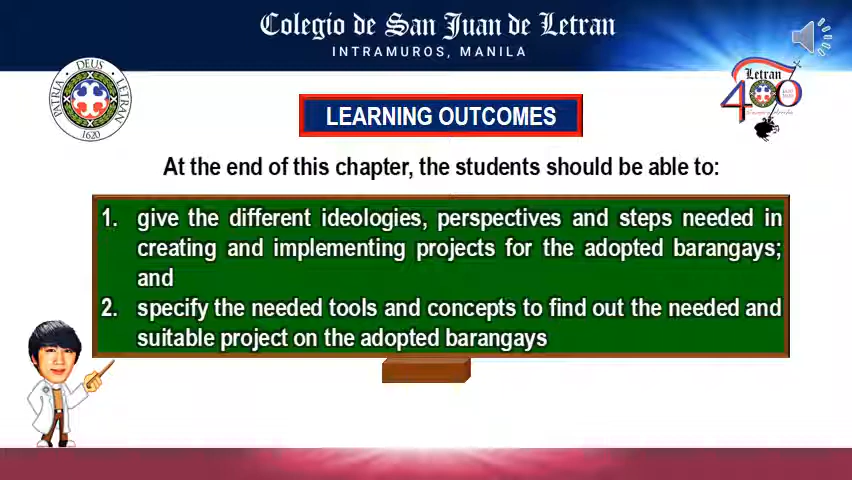 Colegio de San Juan de Letran
INTRAMUROS, MANILA
DEUS
PATRIA
LETRAN
1620
Letran
400
LEARNING OUTCOMES
At the end of this chapter, the students should be able to:
1. give the different ideologies, perspectives and steps needed in
creating and implementing projects for the adopted barangays;
and
2. specify the needed tools and concepts to find out the needed and
suitable project on the adopted barangays